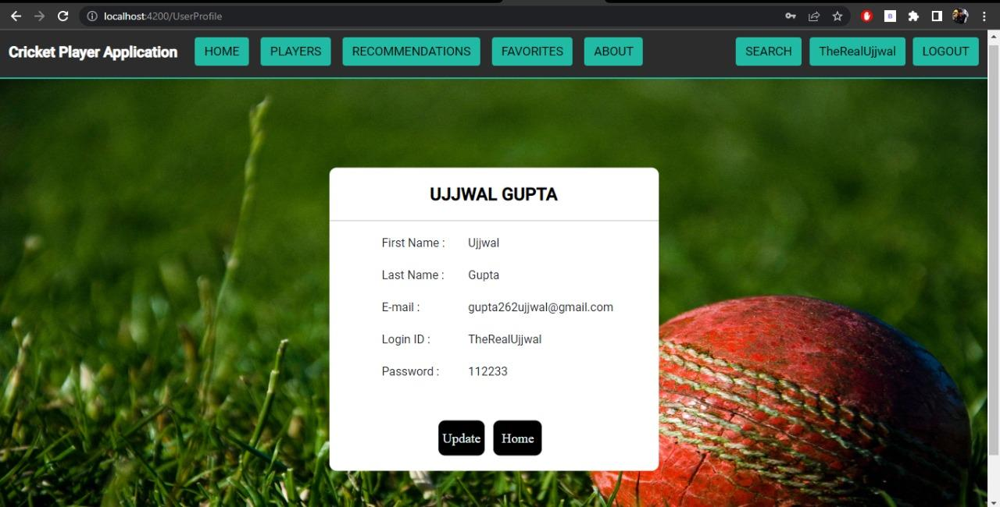 localhost:4200/UserProfile
Cricket Player Application HOME PLAYERS RECOMMENDATIONS FAVORITES ABOUT SEARCH TheRealUjjwal LOGOUT
UJJWAL GUPTA
First Name : Ujjwal
Last Name : Gupta
E-mail : gupta262ujjwal@gmail.com
Login ID : TheRealUjjwal
Password : 112233
Update Home